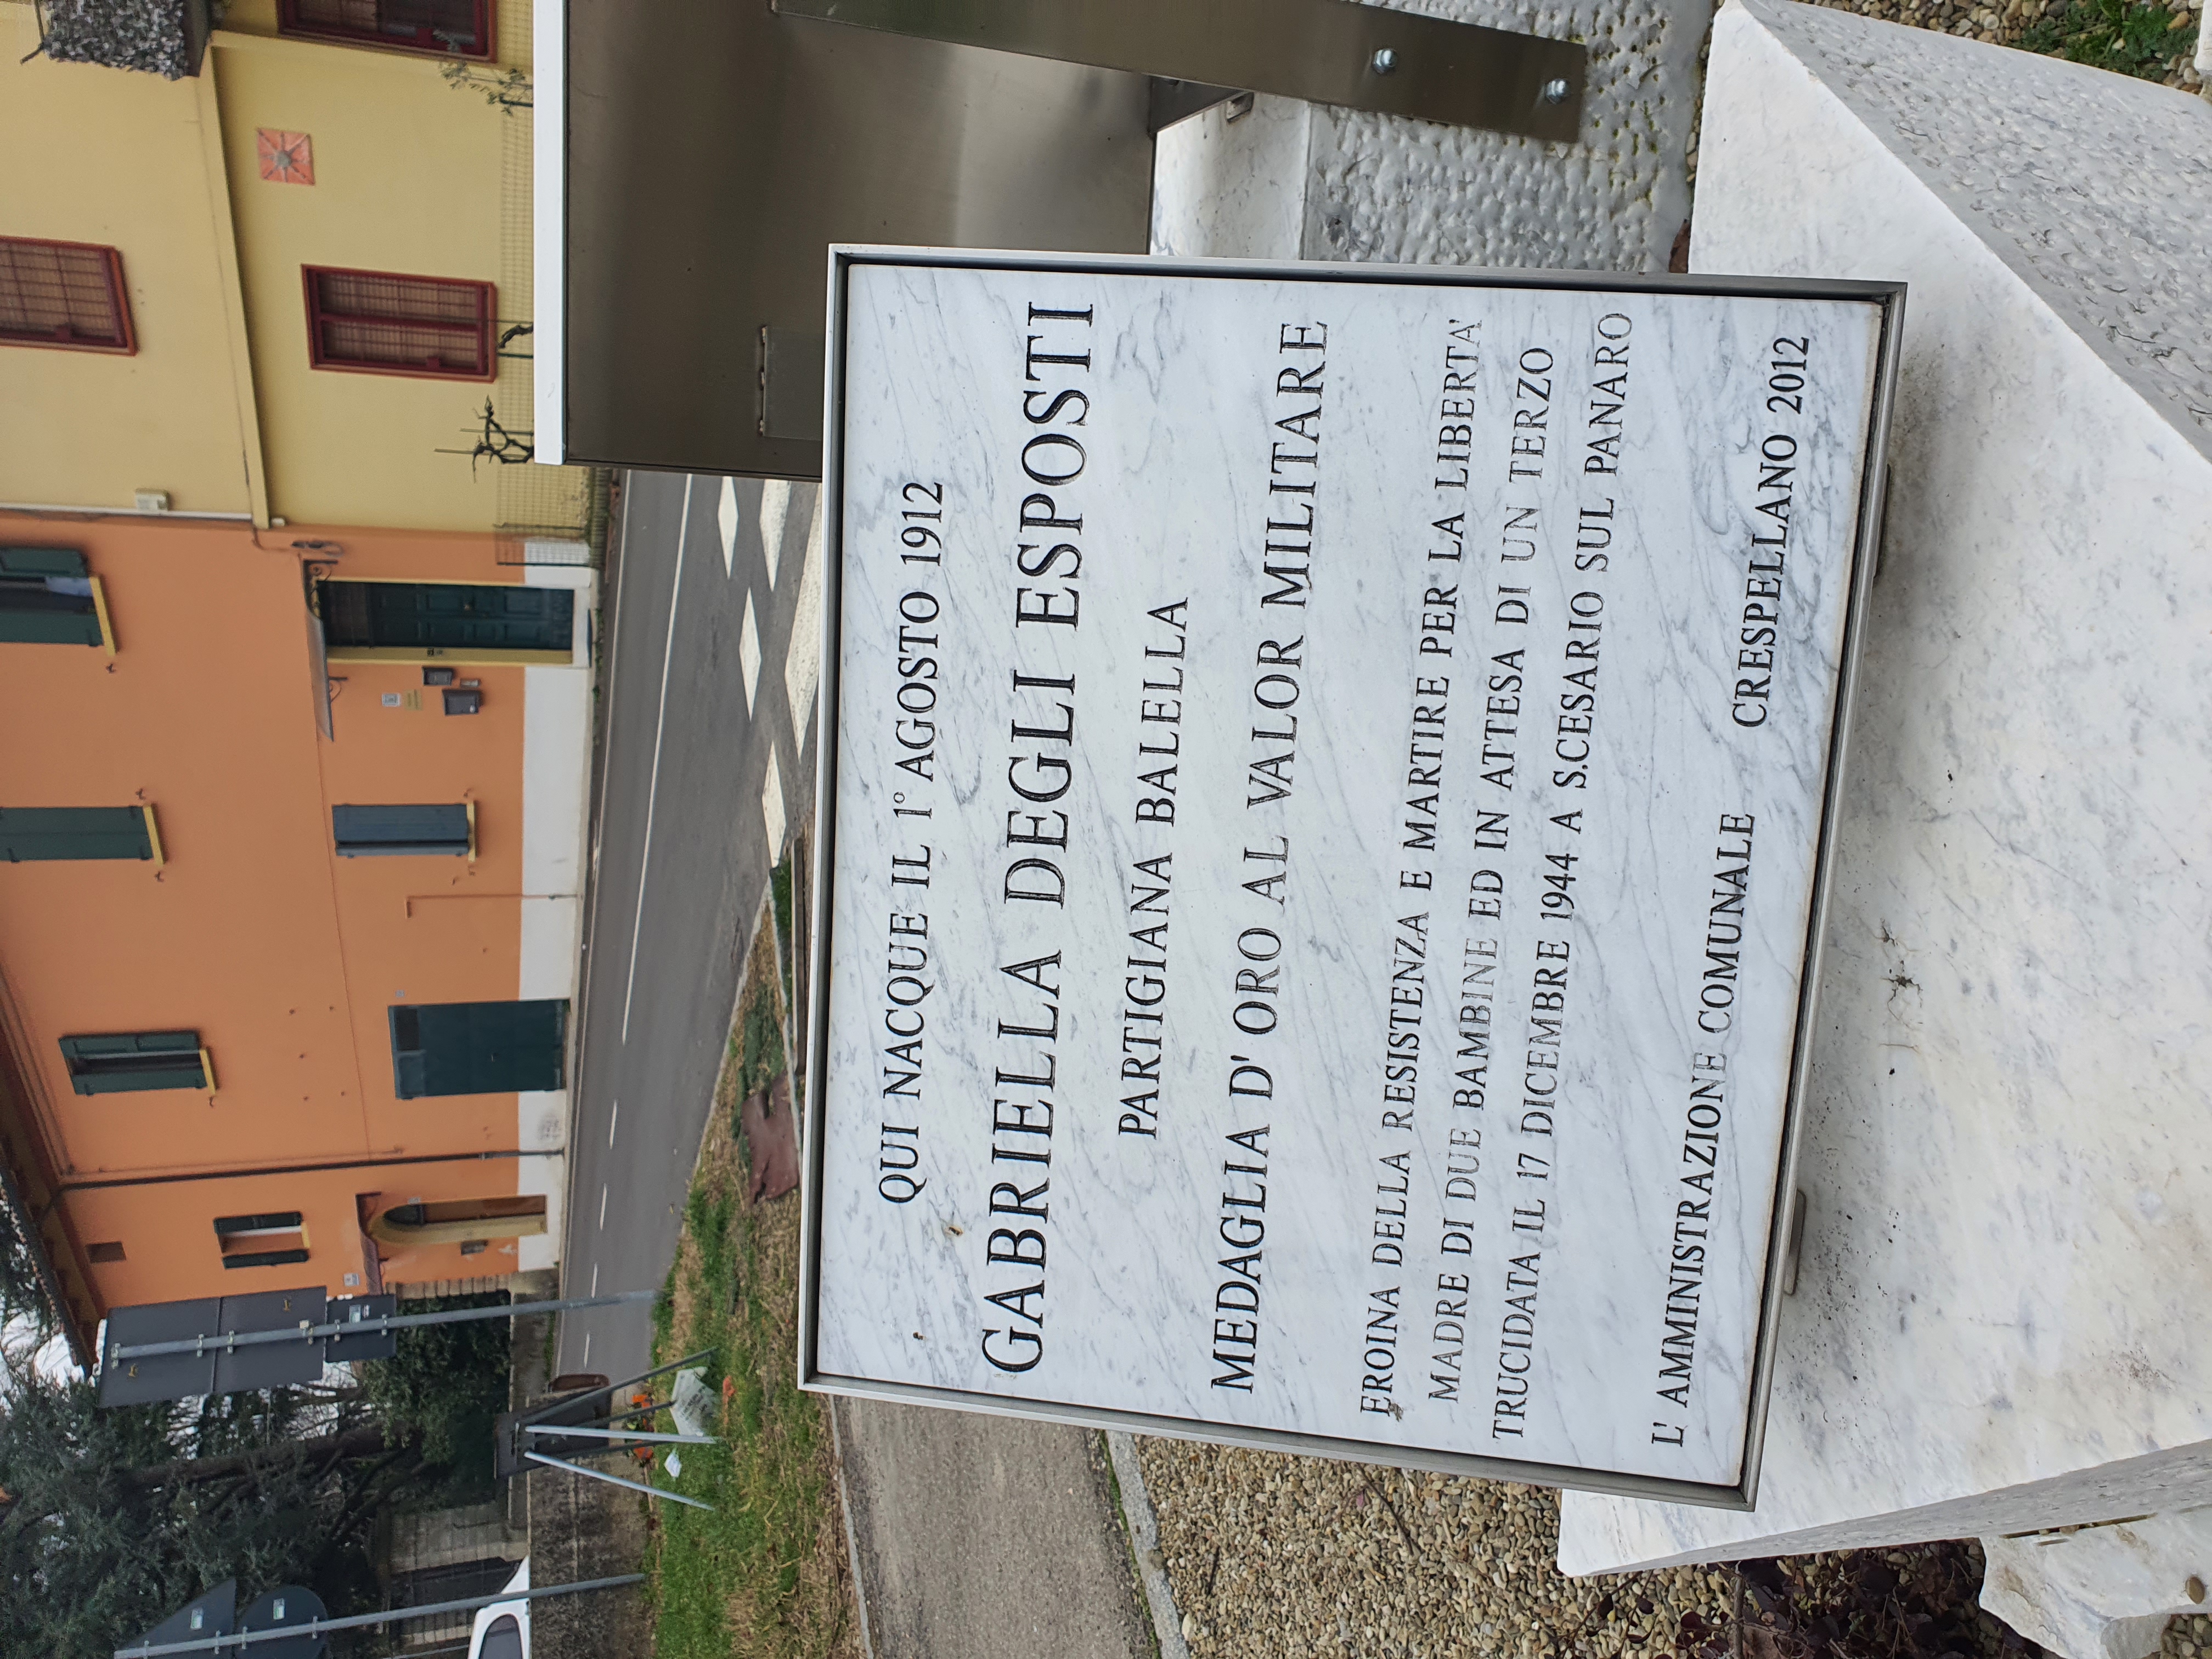 QUI NACQUE IL 1° AGOSTO 1912
GABRIELLA DEGLI ESPOSTI
PARTIGIANA BALELLA
MEDAGLIA D' ORO AL VALOR MILITARE
EROINA DELLA RESISTENZA E MARTIRE PER LA LIBERTA'
MADRE DI DUE BAMBINE ED IN ATTESA DI UN TERZO
TRUCIDATA IL 17 DICEMBRE 1944 A S.CESARIO SUL PANARO
L' AMMINISTRAZIONE COMUNALE CRESPELLANO 2012